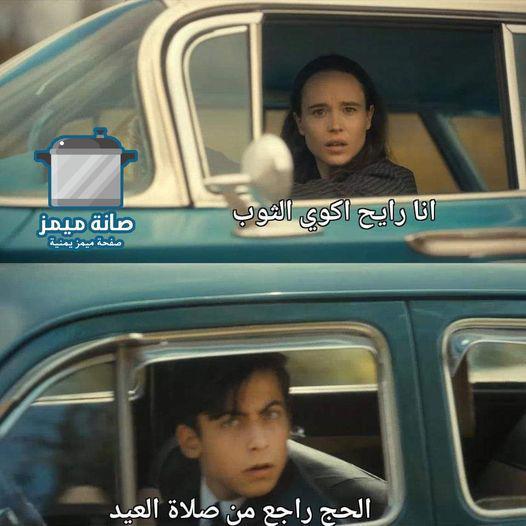 انا رايح اكوي الثوب
صانة ميمز
صفحة ميمز يمنية
الحج راجع من صلاة العيد